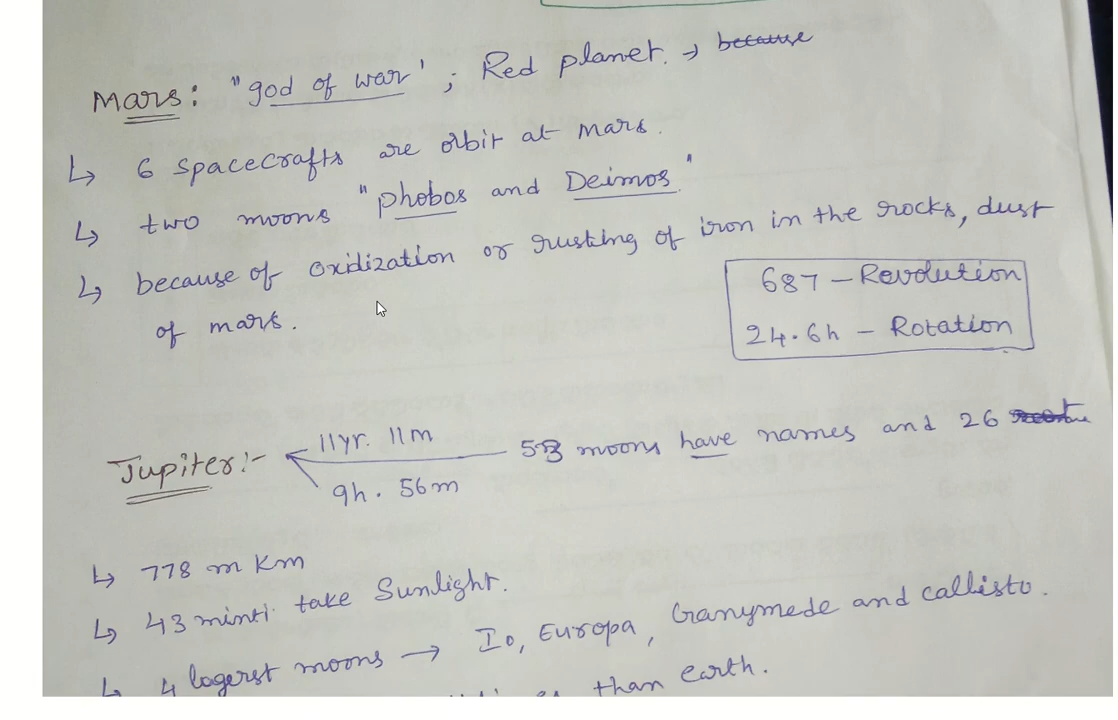 Mars: "god of war' ; Red planet. → because
↳ 6 spacecrafts are orbit at mars.
↳ two moons "phobos and Deimos"
↳ because of oxidization or rusting of iron in the rocks, dust
of mars.
687 – Revolution
24.6h – Rotation
Jupiter:- 11yr. 11m
53 moons have names and 26
9h. 56m
↳ 778 m km
↳ 43 minti take Sunlight.
↳ 4 lagerst moons → Io, Europa, Ganymede and callisto.
than earth.